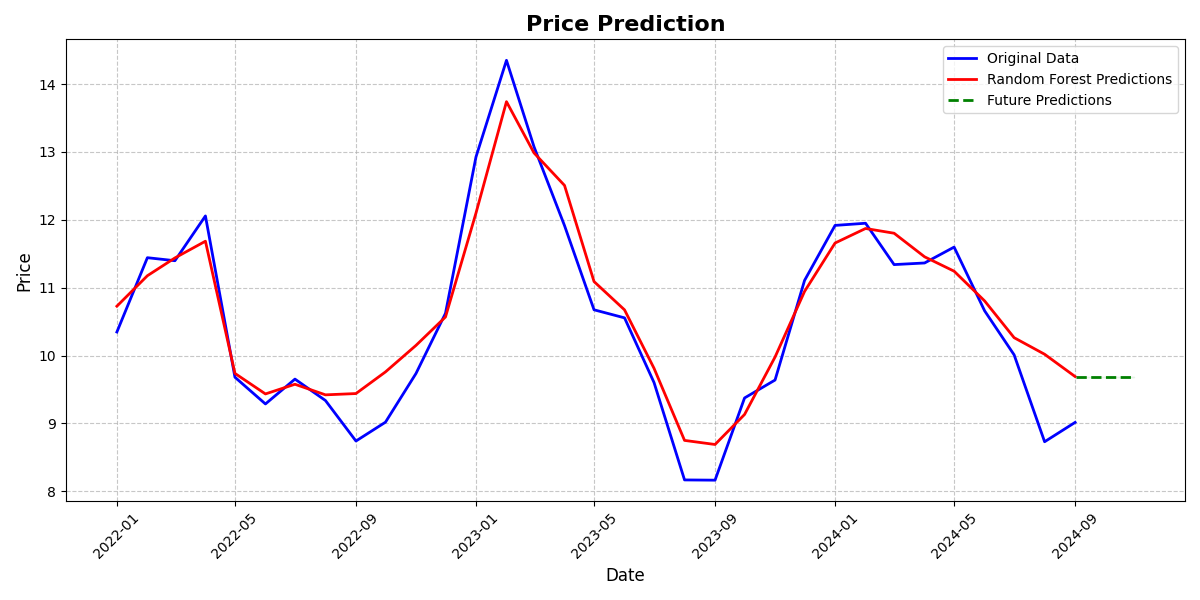 Price Prediction
Original Data
Random Forest Predictions
Future Predictions
Price
14
13
12
11
10
9
8
2022-01
2022-05
2022-09
2023-01
2023-05
2023-09
2024-01
2024-05
2024-09
Date